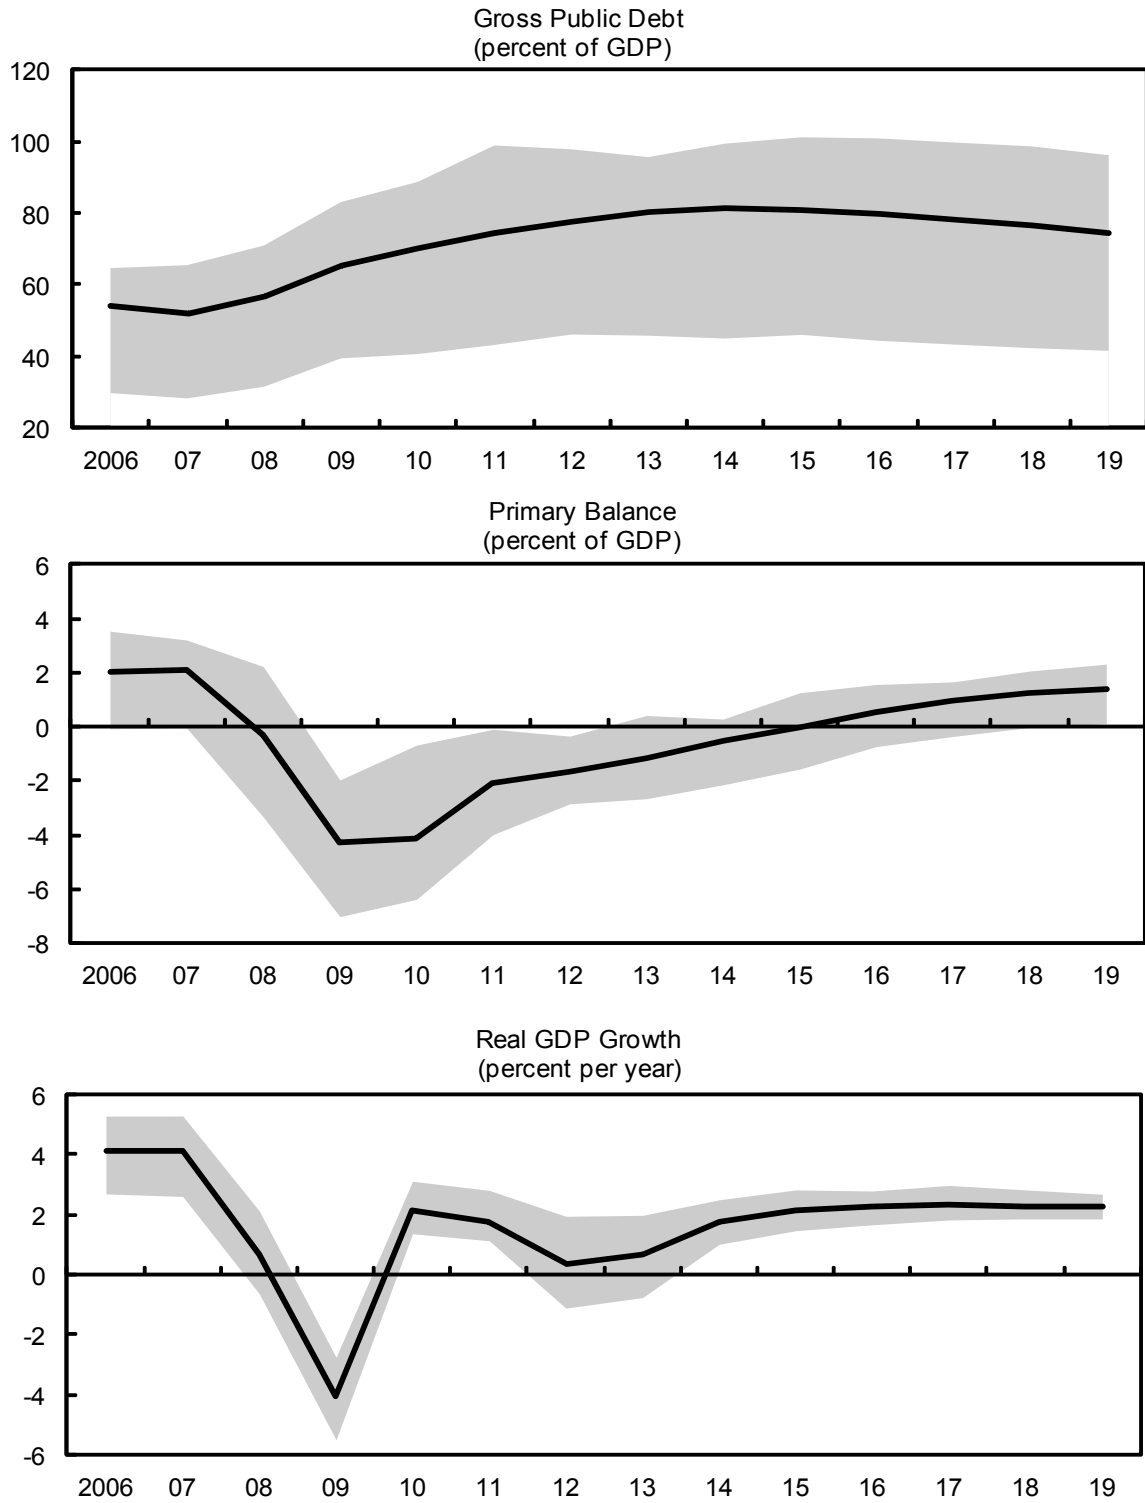 Gross Public Debt
(percent of GDP)
120
100
80
60
40
20
2006 07 08 09 10 11 12 13 14 15 16 17 18 19
Primary Balance
(percent of GDP)
6
4
2
0
-2
-4
-6
-8
2006 07 08 09 10 11 12 13 14 15 16 17 18 19
Real GDP Growth
(percent per year)
6
4
2
0
-2
-4
-6
2006 07 08 09 10 11 12 13 14 15 16 17 18 19